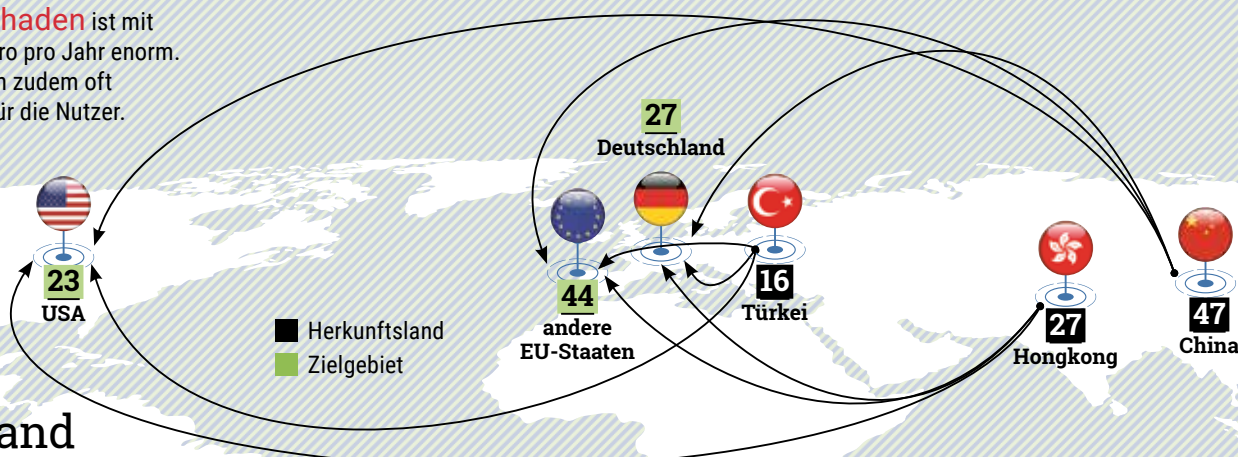 haden ist mit
ro pro Jahr enorm.
n zudem oft
ür die Nutzer.
27
Deutschland
23
USA
44
andere
EU-Staaten
16
Türkei
27
Hongkong
47
China
Herkunftsland
Zielgebiet
and